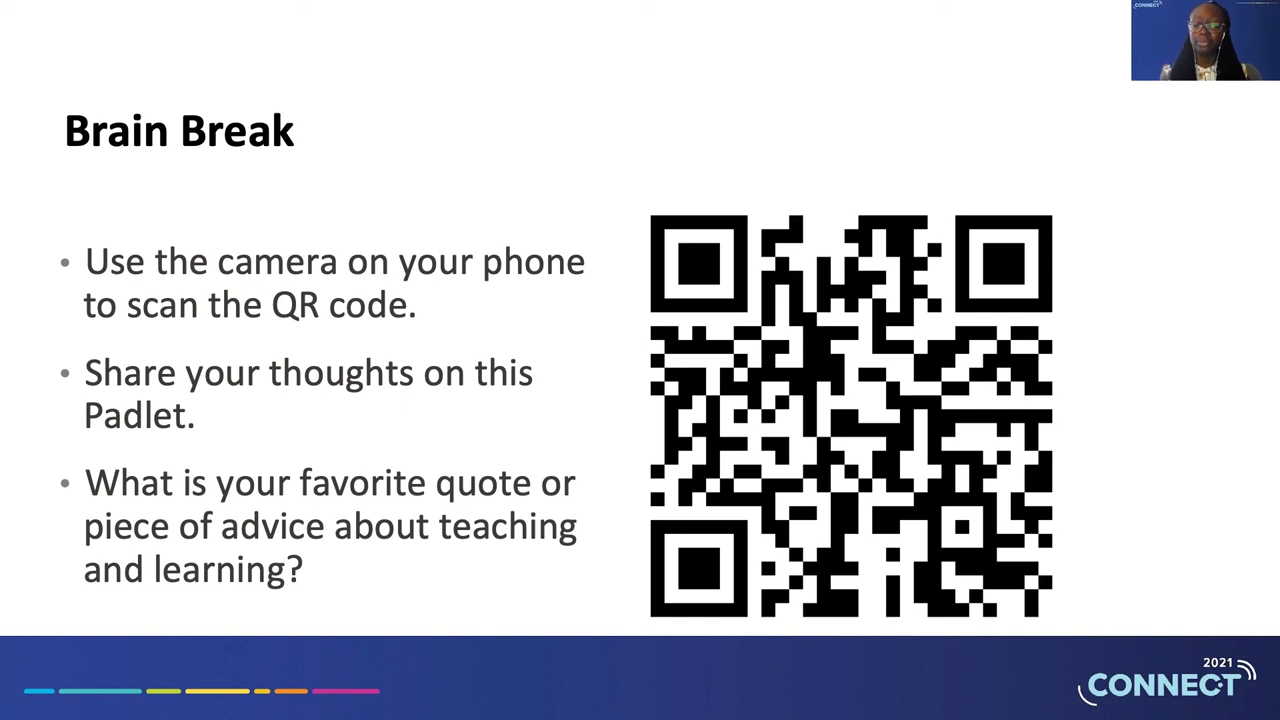 CONNECT
Brain Break
• Use the camera on your phone
to scan the QR code.
• Share your thoughts on this
Padlet.
• What is your favorite quote or
piece of advice about teaching
and learning?
2021
CONNECT